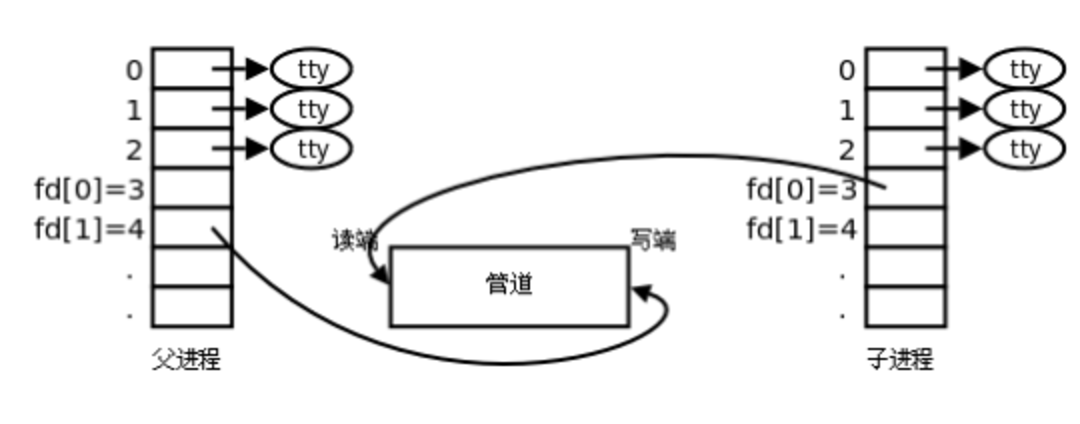 0 tty 0 tty
1 tty 1 tty
2 tty 2 tty
fd[0]=3 fd[0]=3
fd[1]=4 fd[1]=4
读端 写端
. 管道 .
. .
父进程 子进程